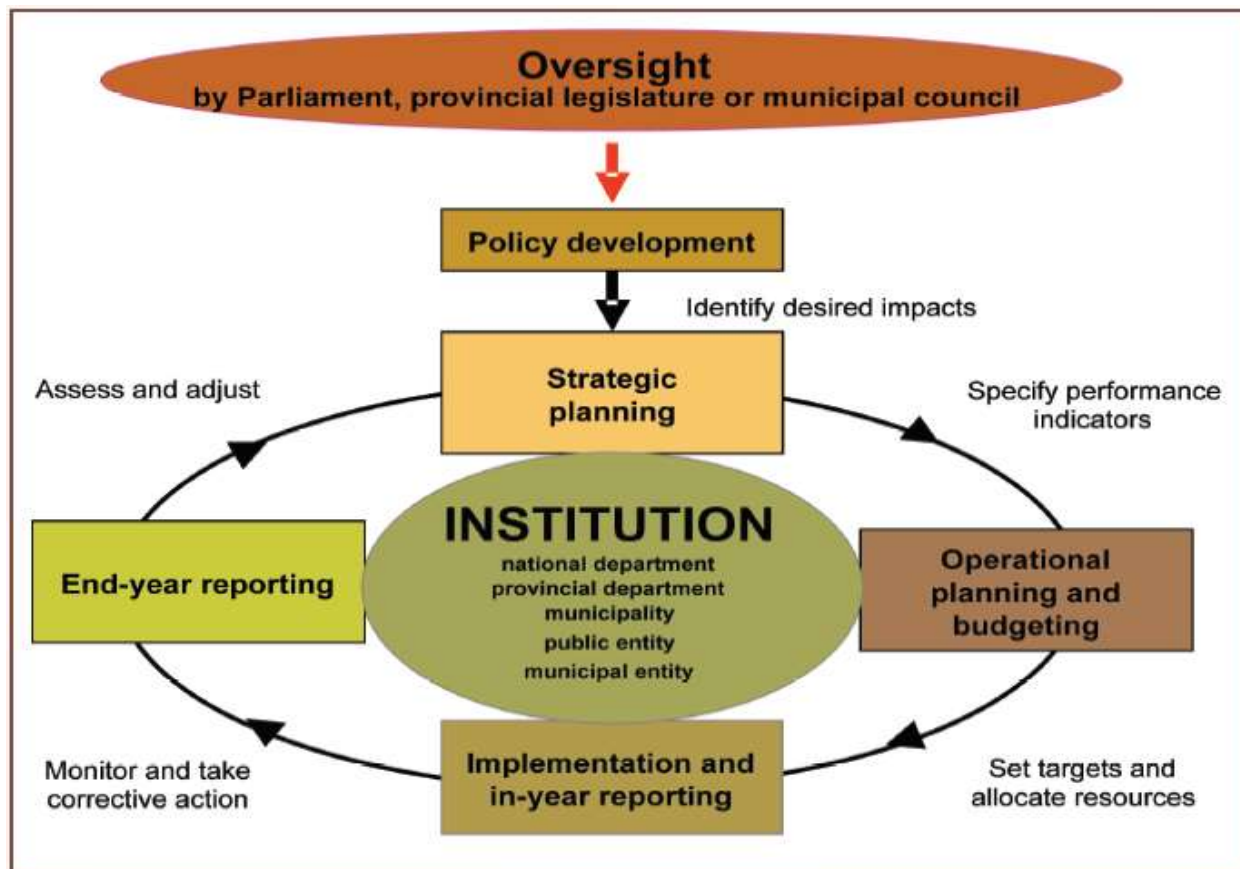 Oversight
by Parliament, provincial legislature or municipal council
Policy development
Identify desired impacts
Strategic
planning
Assess and adjust
Specify performance
indicators
INSTITUTION
national department
provincial department
municipality
public entity
municipal entity
End-year reporting
Operational
planning and
budgeting
Implementation and
in-year reporting
Monitor and take
corrective action
Set targets and
allocate resources